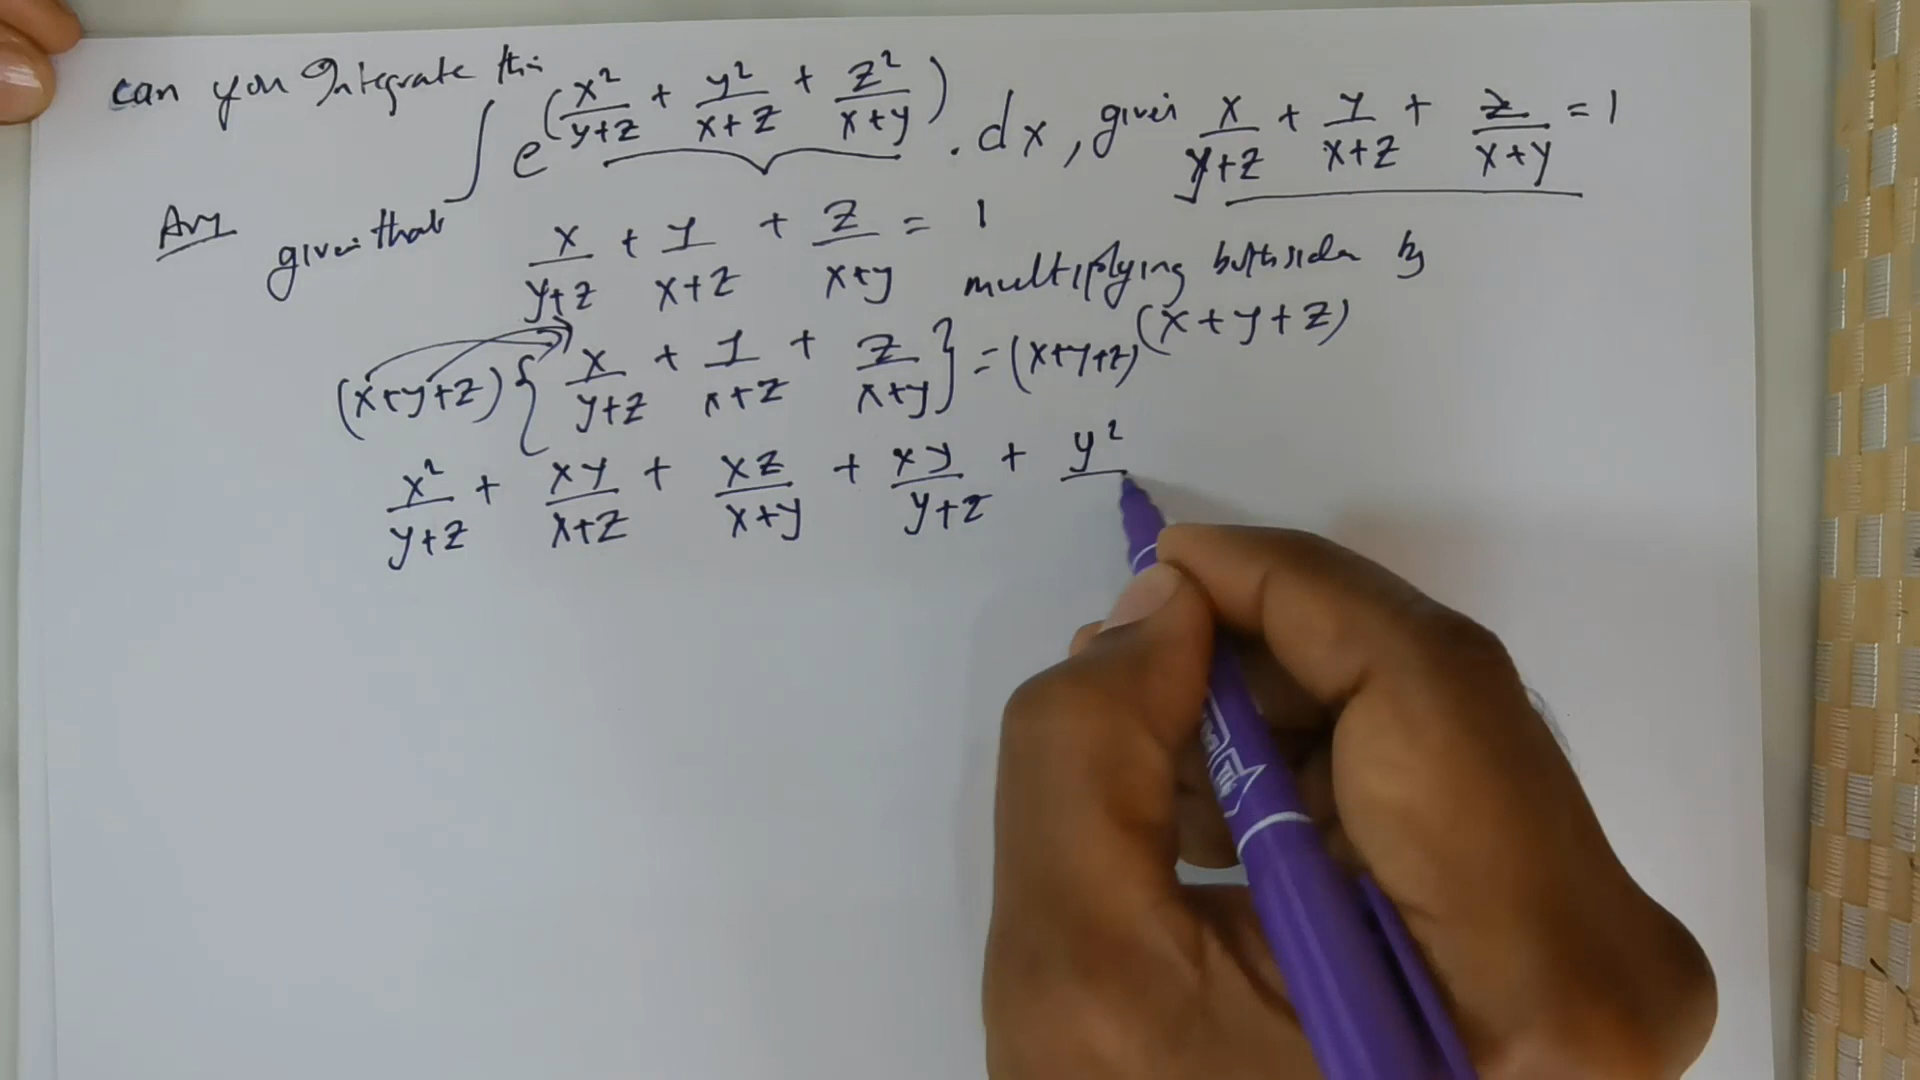 can you Integrate this
∫ e^(x²/(y+z) + y²/(x+z) + z²/(x+y)) . dx, given x/(y+z) + y/(x+z) + z/(x+y) = 1
Ans given that x/(y+z) + y/(x+z) + z/(x+y) = 1
multiplying both sides by (x+y+z)
(x+y+z) { x/(y+z) + y/(x+z) + z/(x+y) } = (x+y+z)
x²/(y+z) + xy/(x+z) + xz/(x+y) + xy/(y+z) + y²